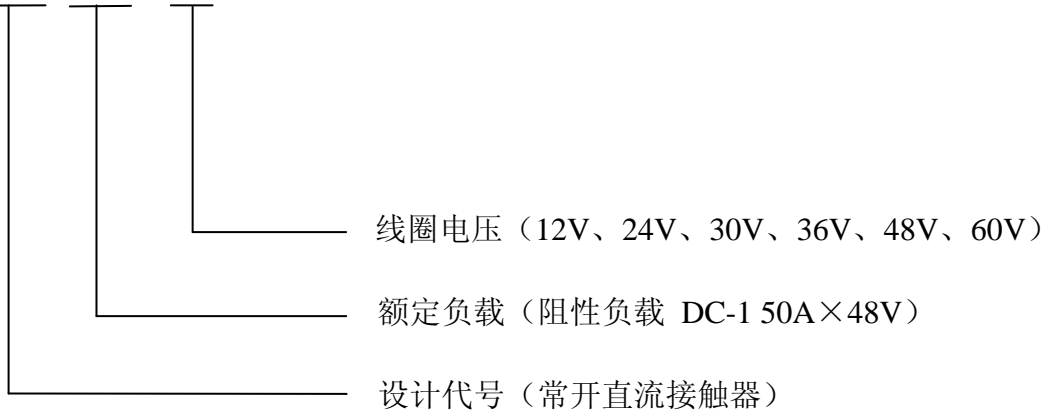 线圈电压（12V、24V、30V、36V、48V、60V）
额定负载（阻性负载 DC-1 50A×48V）
设计代号（常开直流接触器）